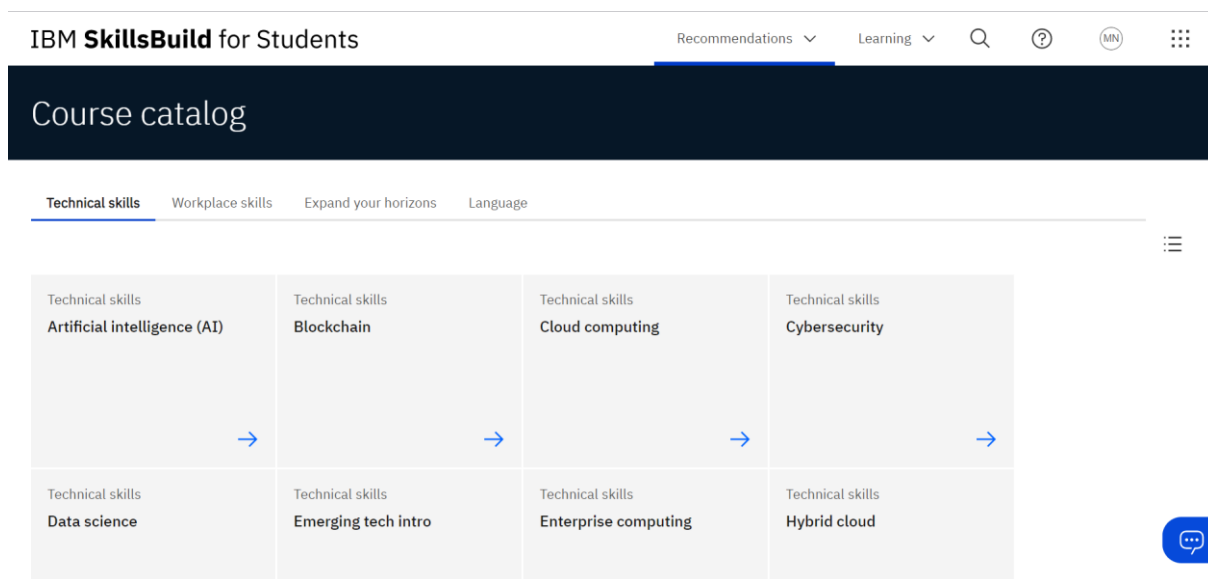 IBM SkillsBuild for Students
Recommendations
Learning
MN
Course catalog
Technical skills
Workplace skills
Expand your horizons
Language
Technical skills
Artificial intelligence (AI)
Technical skills
Blockchain
Technical skills
Cloud computing
Technical skills
Cybersecurity
Technical skills
Data science
Technical skills
Emerging tech intro
Technical skills
Enterprise computing
Technical skills
Hybrid cloud